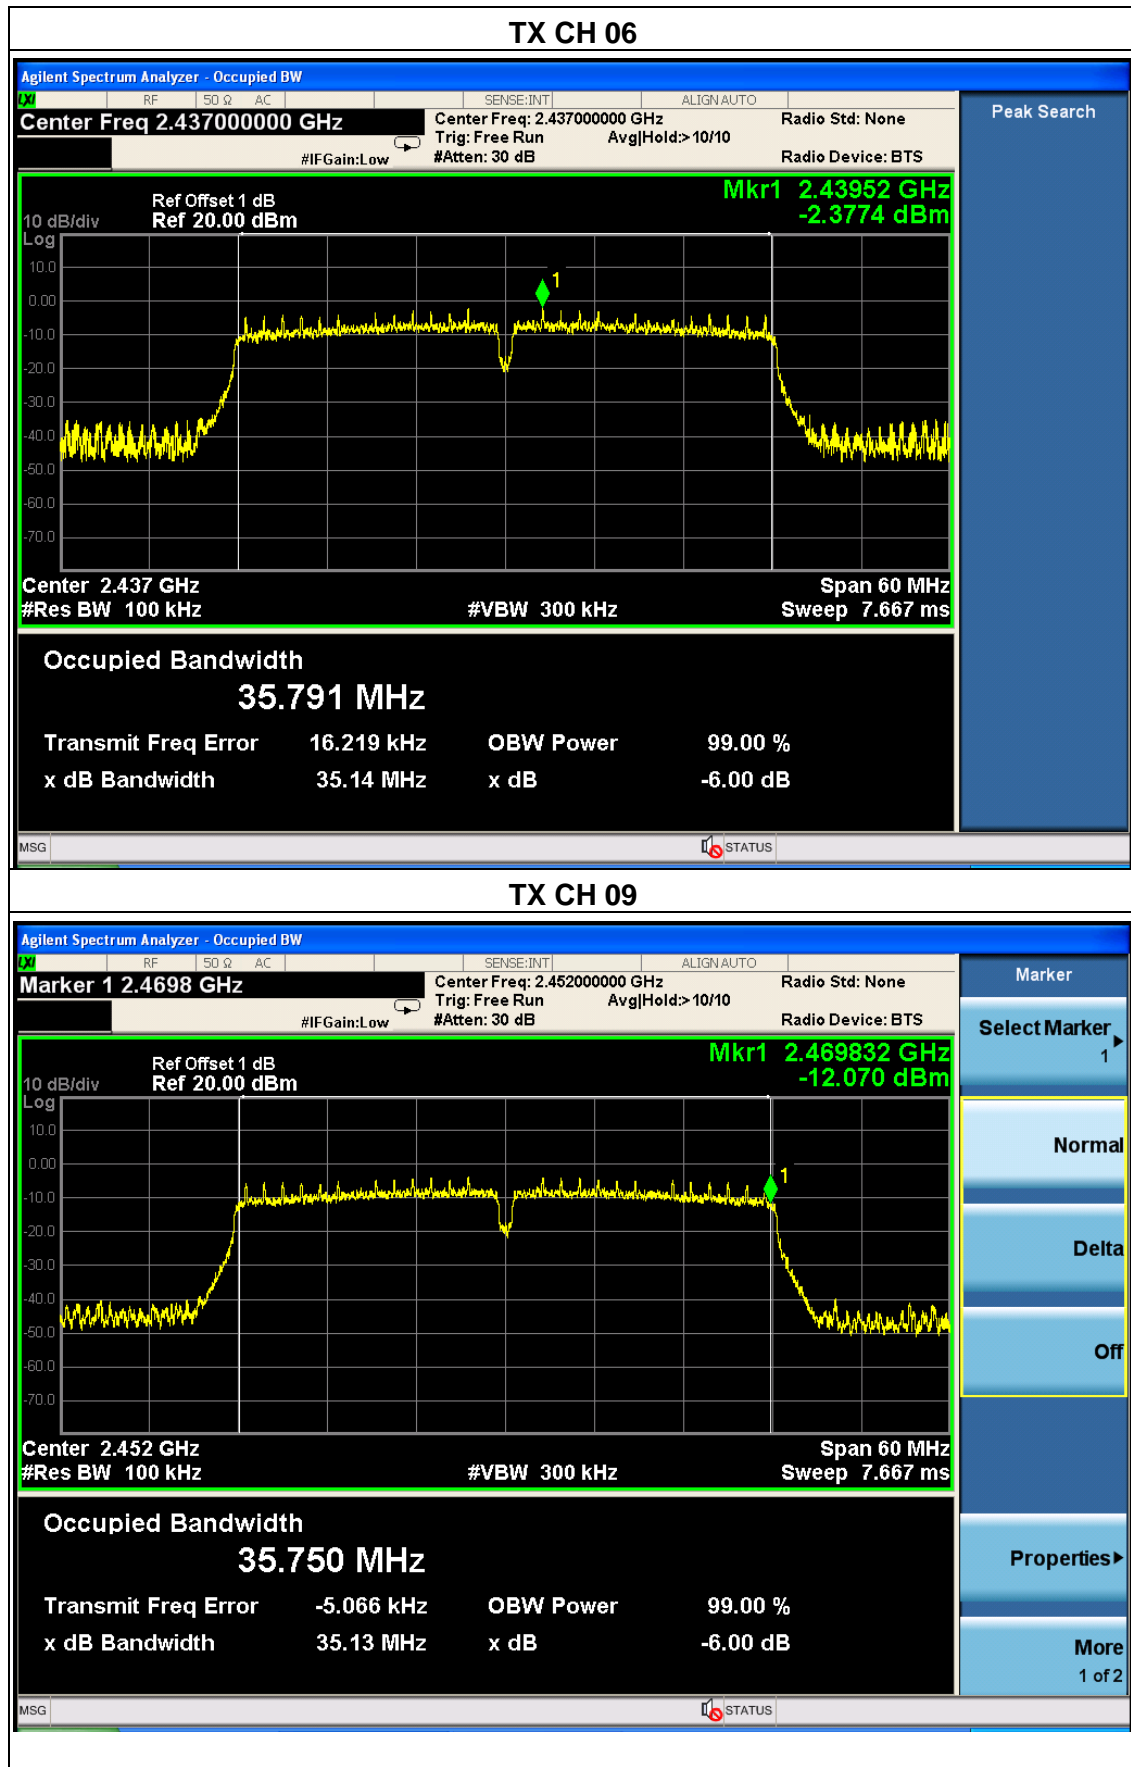 TX CH 06
Agilent Spectrum Analyzer - Occupied BW
LXI RF 50 Ω AC SENSE:INT ALIGN AUTO
Center Freq 2.437000000 GHz
Center Freq: 2.437000000 GHz Radio Std: None
Trig: Free Run Avg|Hold:> 10/10
#IFGain:Low #Atten: 30 dB Radio Device: BTS
Peak Search
Mkr1 2.43952 GHz
-2.3774 dBm
Ref Offset 1 dB
10 dB/div Ref 20.00 dBm
Log
10.0
0.00
-10.0
-20.0
-30.0
-40.0
-50.0
-60.0
-70.0
1
Center 2.437 GHz Span 60 MHz
#Res BW 100 kHz #VBW 300 kHz Sweep 7.667 ms
Occupied Bandwidth
35.791 MHz
Transmit Freq Error 16.219 kHz OBW Power 99.00 %
x dB Bandwidth 35.14 MHz x dB -6.00 dB
MSG STATUS
TX CH 09
Agilent Spectrum Analyzer - Occupied BW
LXI RF 50 Ω AC SENSE:INT ALIGN AUTO
Marker 1 2.4698 GHz
Center Freq: 2.452000000 GHz Radio Std: None
Trig: Free Run Avg|Hold:> 10/10
#IFGain:Low #Atten: 30 dB Radio Device: BTS
Mkr1 2.469832 GHz
-12.070 dBm
Ref Offset 1 dB
10 dB/div Ref 20.00 dBm
Log
10.0
0.00
-10.0
-20.0
-30.0
-40.0
-50.0
-60.0
-70.0
1
Center 2.452 GHz Span 60 MHz
#Res BW 100 kHz #VBW 300 kHz Sweep 7.667 ms
Occupied Bandwidth
35.750 MHz
Transmit Freq Error -5.066 kHz OBW Power 99.00 %
x dB Bandwidth 35.13 MHz x dB -6.00 dB
MSG STATUS
Marker
Select Marker
1
Normal
Delta
Off
Properties
More
1 of 2